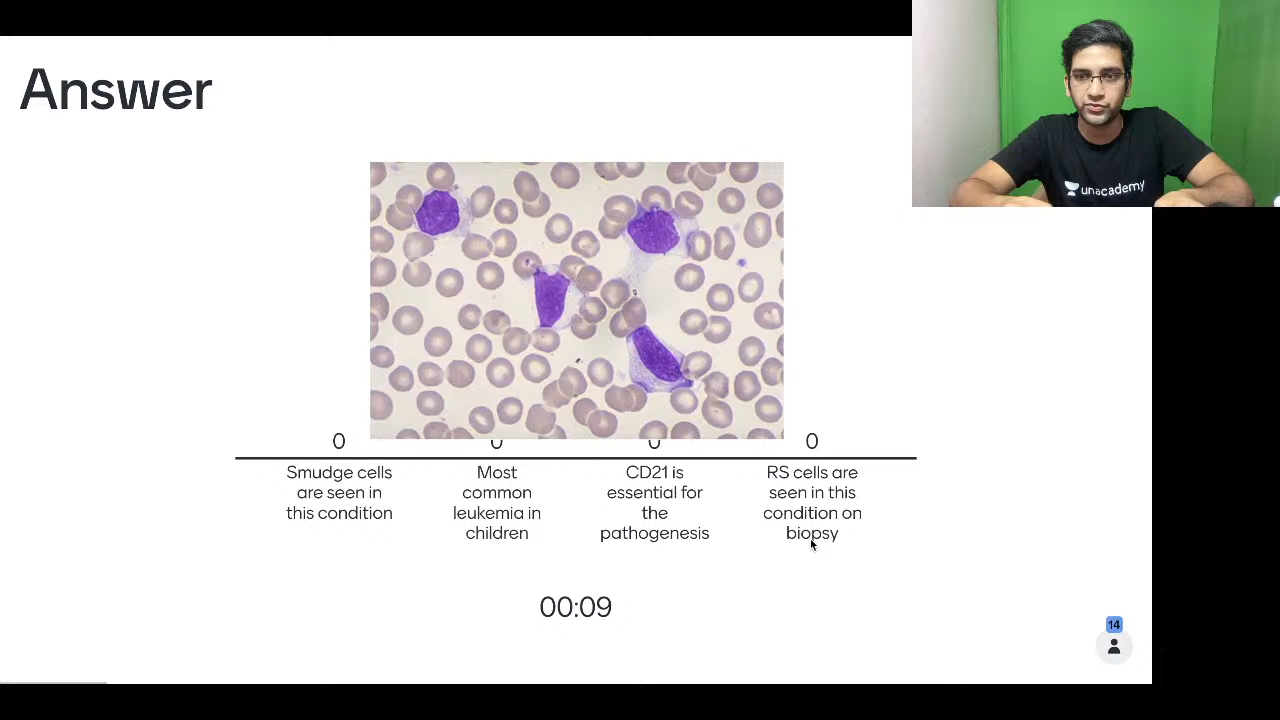 Answer
unacademy
0 0 0 0
Smudge cells
are seen in
this condition
Most
common
leukemia in
children
CD21 is
essential for
the
pathogenesis
RS cells are
seen in this
condition on
biopsy
00:09
14